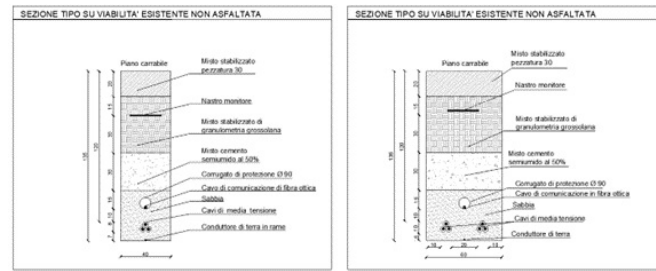 SEZIONE TIPO SU VIABILITA' ESISTENTE NON ASFALTATA
Piano carrabile
Misto stabilizzato
pezzatura 30
Nastro monitore
Misto stabilizzato di
granulometria grossolana
Misto cemento
semiumido al 50%
Corrugato di protezione Ø 90
Cavo di comunicazione di fibra ottica
Sabbia
Cavi di media tensione
Conduttore di terra in rame
40
SEZIONE TIPO SU VIABILITA' ESISTENTE NON ASFALTATA
Piano carrabile
Misto stabilizzato
pezzatura 30
Nastro monitore
Misto stabilizzato di
granulometria grossolana
Misto cemento
semiumido al 50%
Corrugato di protezione Ø 90
Cavo di comunicazione in fibra ottica
Sabbia
Cavi di media tensione
Conduttore di terra